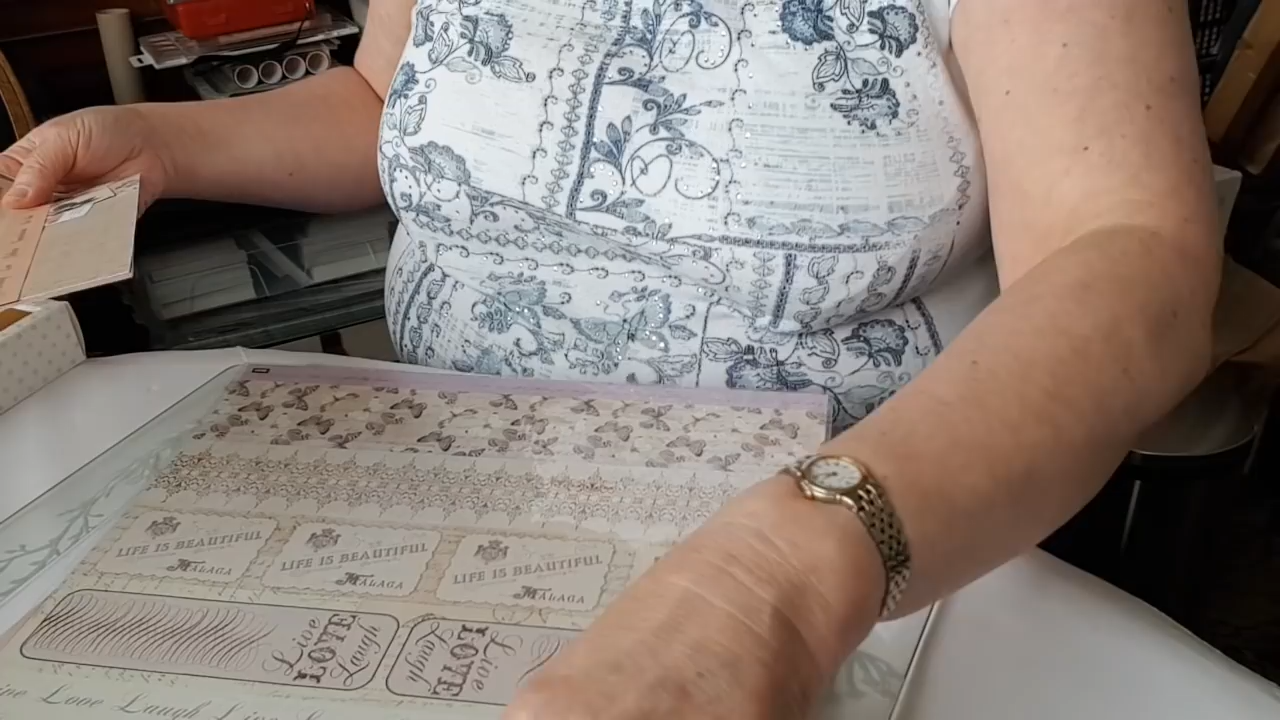 LIFE IS BEAUTIFUL
MALAGA
LIFE IS BEAUTIFUL
MALAGA
LIFE IS BEAUTIFUL
MALAGA
Live
LOVE
Laugh
Live
LOVE
Laugh
Love Laugh Live